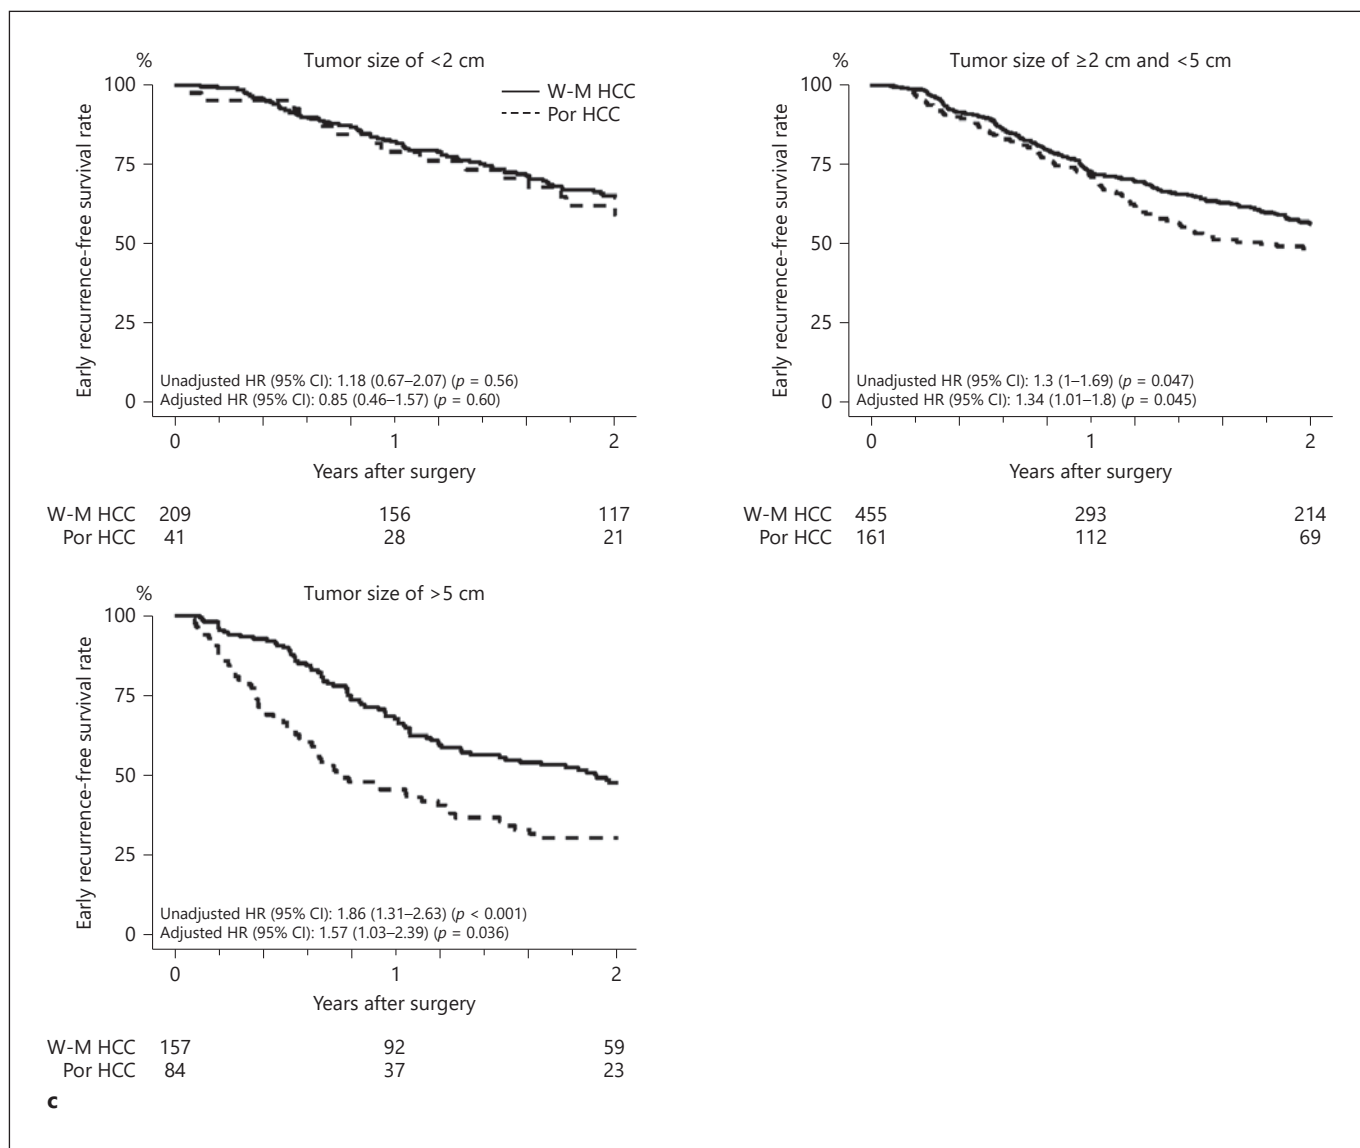 % Tumor size of <2 cm
W-M HCC
Por HCC
Early recurrence-free survival rate
100
75
50
25
0
Unadjusted HR (95% CI): 1.18 (0.67–2.07) (p = 0.56)
Adjusted HR (95% CI): 0.85 (0.46–1.57) (p = 0.60)
0 1 2
Years after surgery
W-M HCC 209 156 117
Por HCC 41 28 21
% Tumor size of ≥2 cm and <5 cm
Early recurrence-free survival rate
100
75
50
25
0
Unadjusted HR (95% CI): 1.3 (1–1.69) (p = 0.047)
Adjusted HR (95% CI): 1.34 (1.01–1.8) (p = 0.045)
0 1 2
Years after surgery
W-M HCC 455 293 214
Por HCC 161 112 69
% Tumor size of >5 cm
Early recurrence-free survival rate
100
75
50
25
0
Unadjusted HR (95% CI): 1.86 (1.31–2.63) (p < 0.001)
Adjusted HR (95% CI): 1.57 (1.03–2.39) (p = 0.036)
0 1 2
Years after surgery
W-M HCC 157 92 59
Por HCC 84 37 23
c